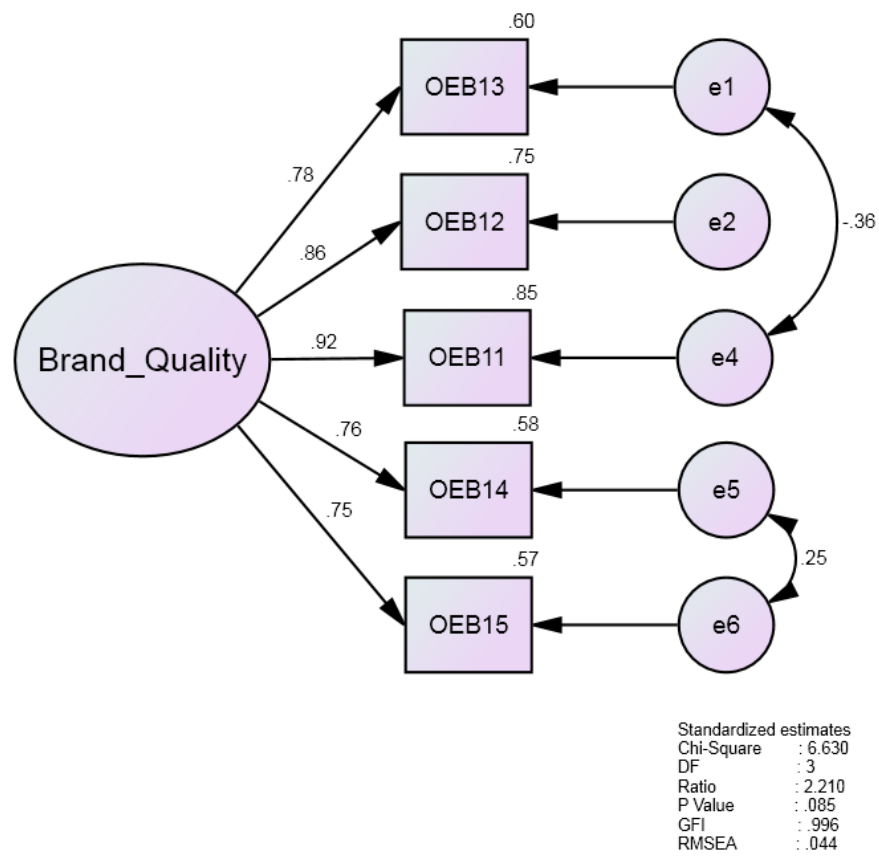 .60
OEB13
e1
.78
.75
OEB12
e2
-.36
.86
.85
Brand_Quality
.92
OEB11
e4
.58
.76
OEB14
e5
.75
.25
.57
OEB15
e6
Standardized estimates
Chi-Square : 6.630
DF : 3
Ratio : 2.210
P Value : .085
GFI : .996
RMSEA : .044